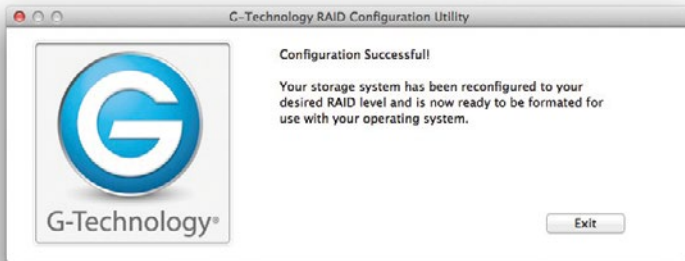 G-Technology RAID Configuration Utility
Configuration Successful!
Your storage system has been reconfigured to your
desired RAID level and is now ready to be formated for
use with your operating system.
G
G-Technology®
Exit